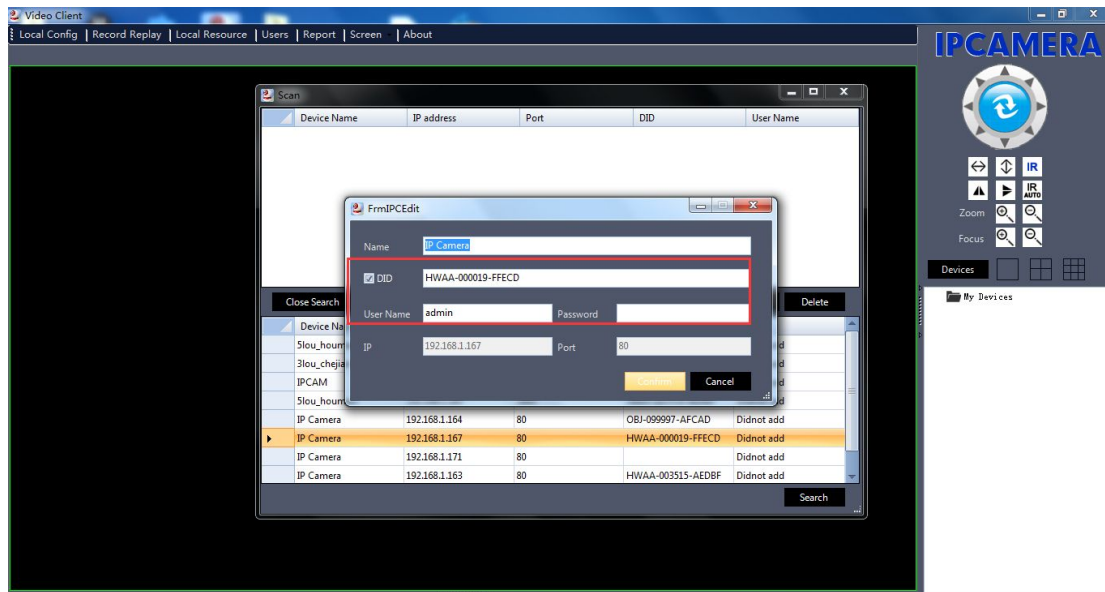 Video Client
Local Config Record Replay Local Resource Users Report Screen About
IPCAMERA
Scan
Device Name IP address Port DID User Name
FrmIPCEdit
Name IP Camera
DID HWAA-000019-FFECD
User Name admin Password
IP 192.168.1.167 Port 80
Confirm Cancel
Close Search Delete
Device Na
5lou_houm
3lou_chejia
IPCAM
5lou_houm
IP Camera 192.168.1.164 80 OBJ-099997-AFCAD Didnot add
IP Camera 192.168.1.167 80 HWAA-000019-FFECD Didnot add
IP Camera 192.168.1.171 80 Didnot add
IP Camera 192.168.1.163 80 HWAA-003515-AEDBF Didnot add
Search
IR
IR AUTO
Zoom
Focus
Devices
My Devices